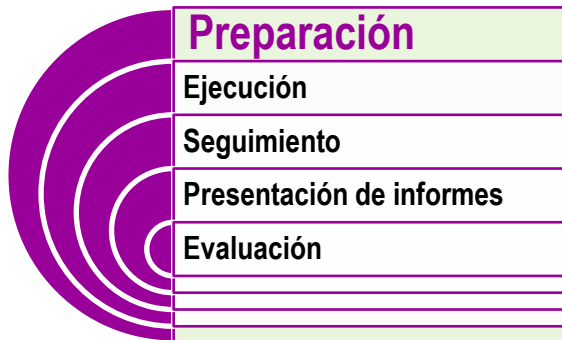 Preparación
Ejecución
Seguimiento
Presentación de informes
Evaluación